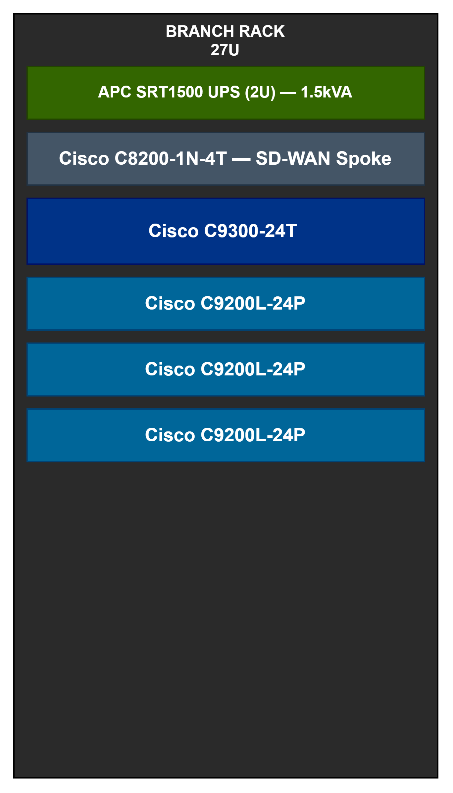 BRANCH RACK
27U
APC SRT1500 UPS (2U) — 1.5kVA
Cisco C8200-1N-4T — SD-WAN Spoke
Cisco C9300-24T
Cisco C9200L-24P
Cisco C9200L-24P
Cisco C9200L-24P